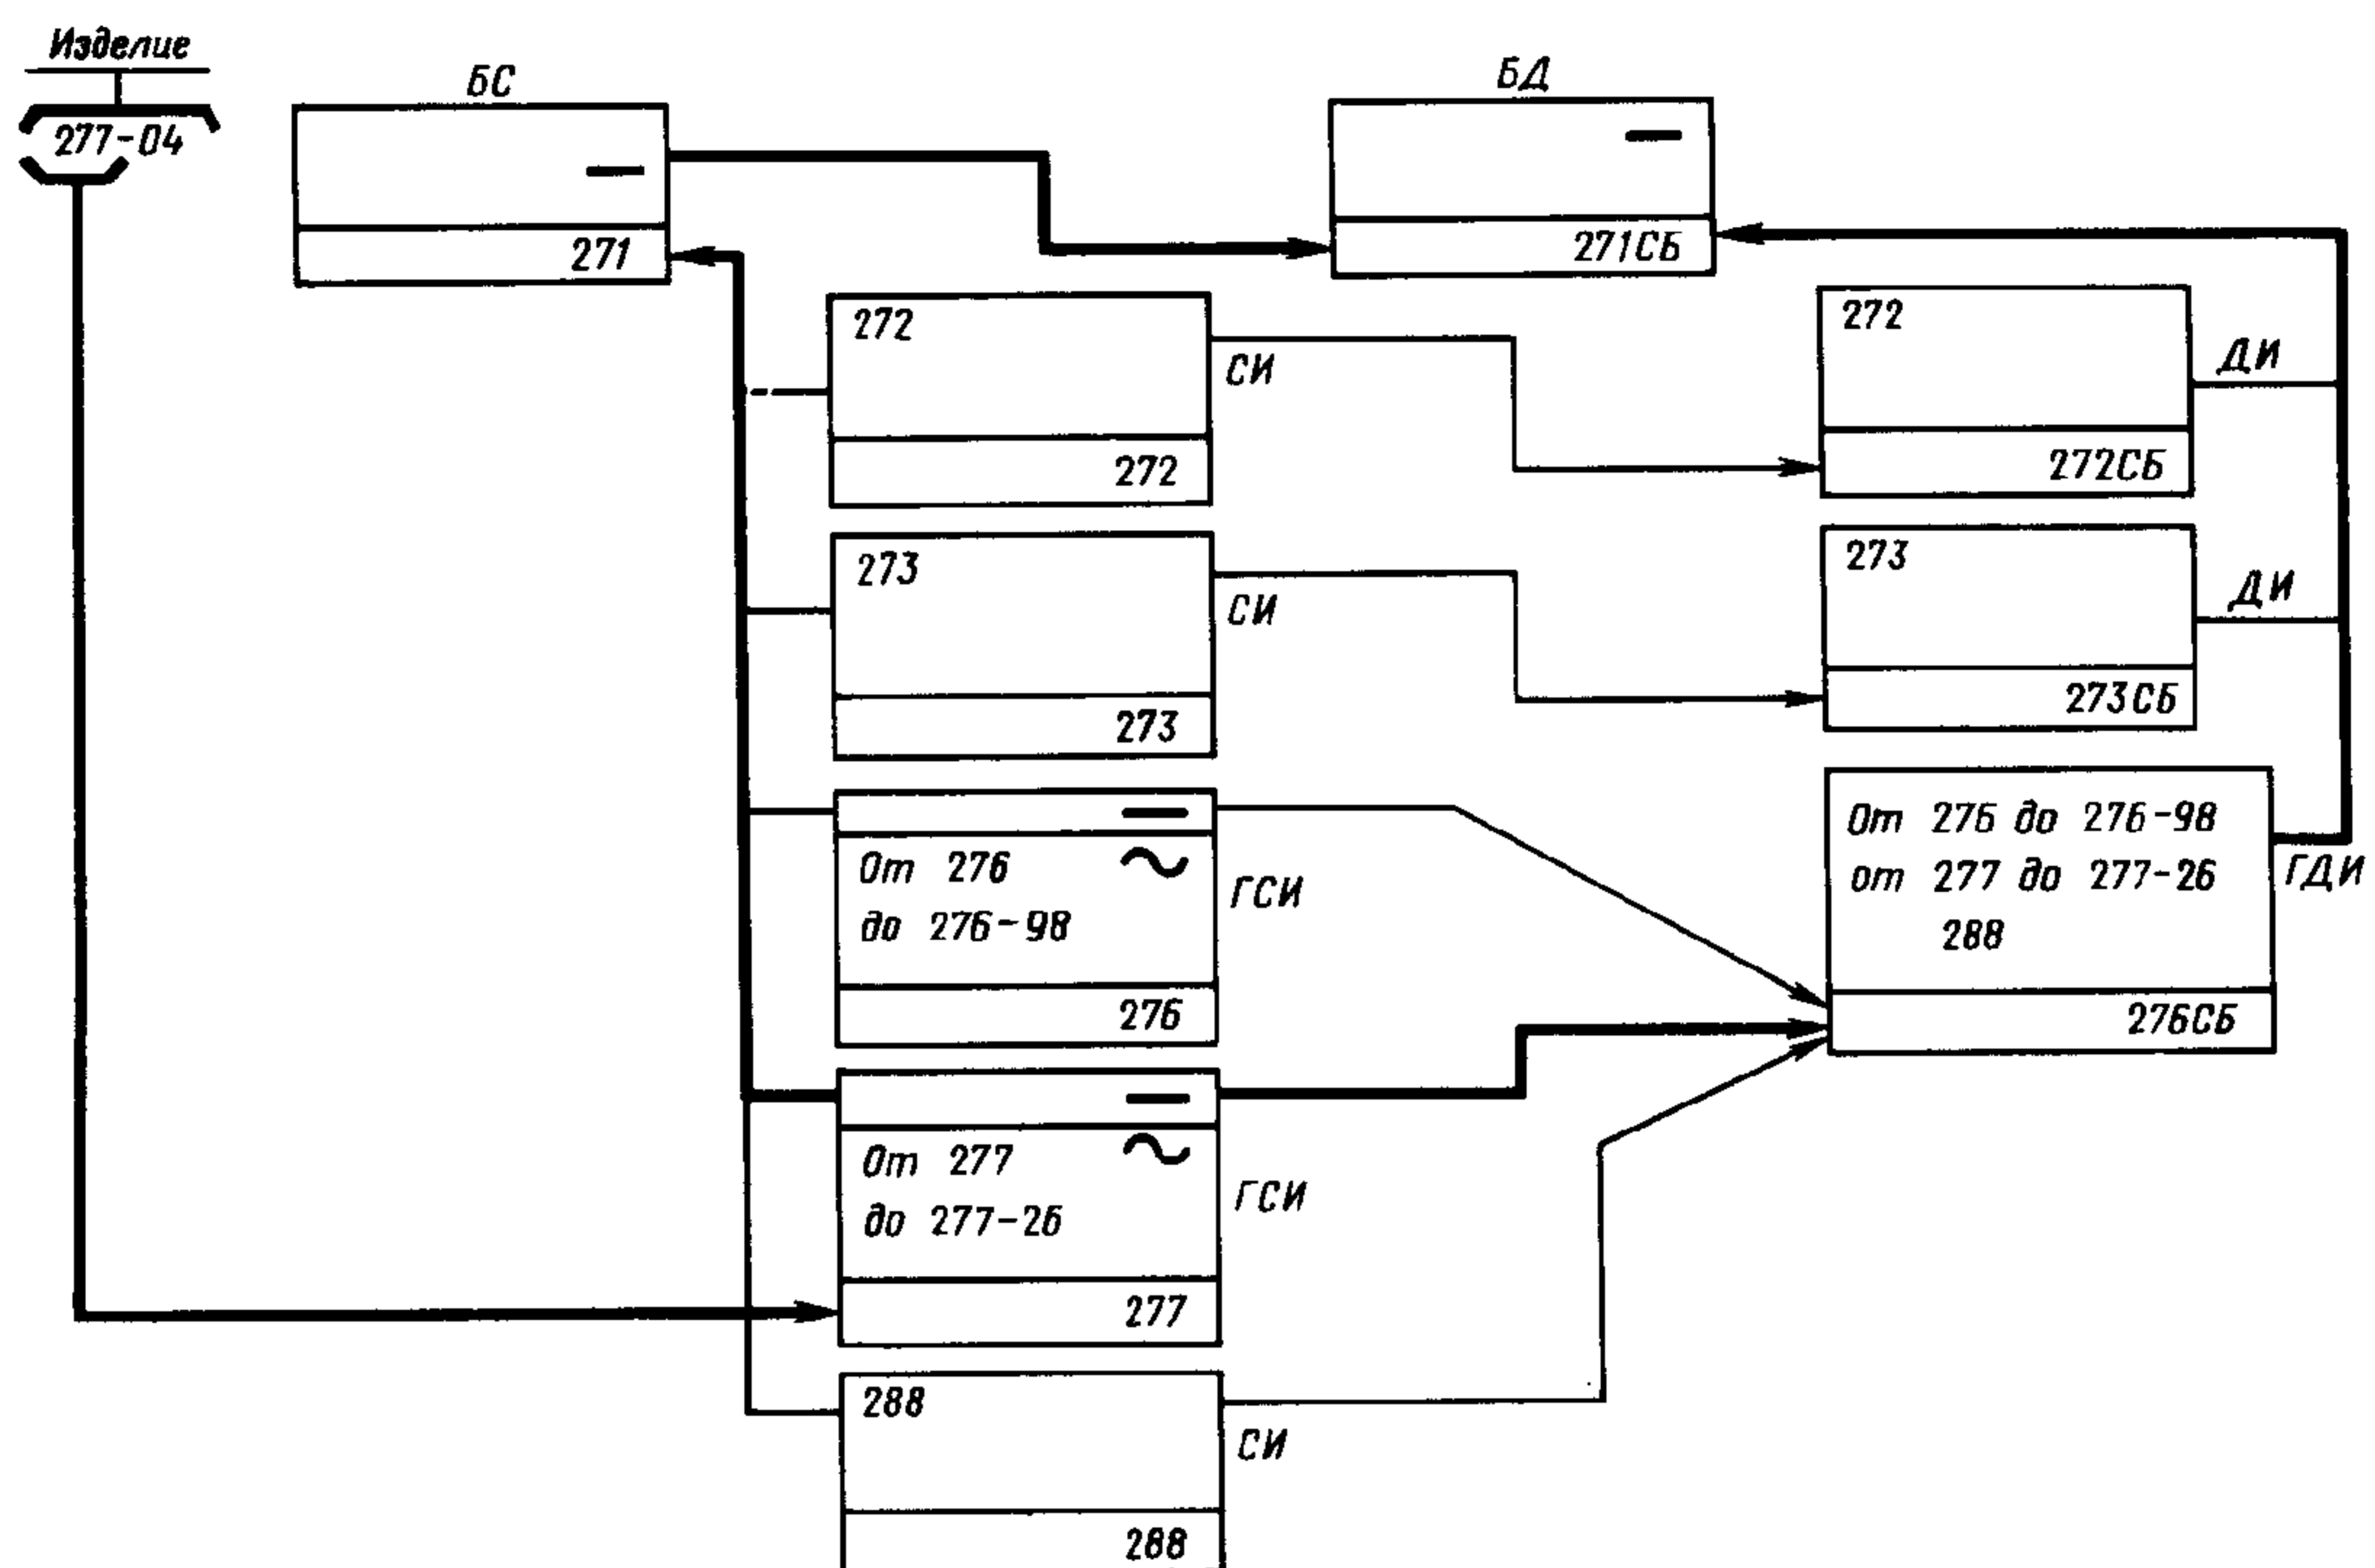 Изделие
277-04
БС
271
БД
271СБ
272
СИ
272
272
ДИ
272СБ
273
СИ
273
273
ДИ
273СБ
От 276
до 276-98
ГСИ
276
От 276 до 276-98
от 277 до 277-26
288
ГДИ
276СБ
От 277
до 277-26
ГСИ
277
288
СИ
288